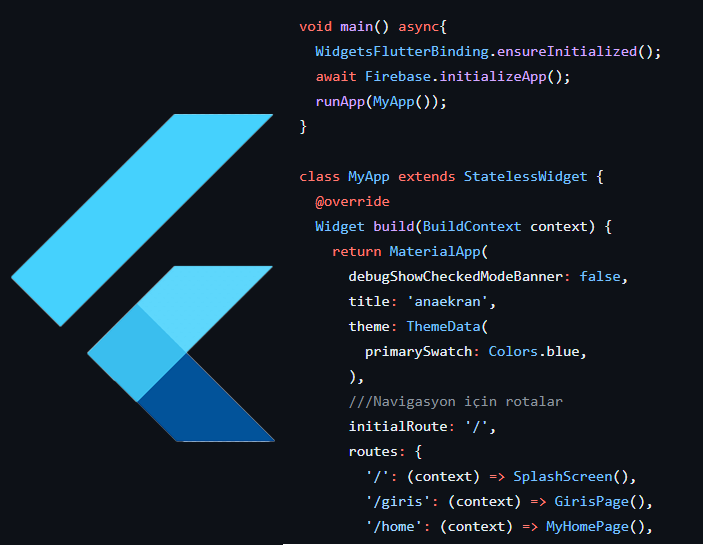 void main() async{
  WidgetsFlutterBinding.ensureInitialized();
  await Firebase.initializeApp();
  runApp(MyApp());
}

class MyApp extends StatelessWidget {
  @override
  Widget build(BuildContext context) {
    return MaterialApp(
      debugShowCheckedModeBanner: false,
      title: 'anaekran',
      theme: ThemeData(
        primarySwatch: Colors.blue,
      ),
      ///Navigasyon için rotalar
      initialRoute: '/',
      routes: {
        '/': (context) => SplashScreen(),
        '/giris': (context) => GirisPage(),
        '/home': (context) => MyHomePage(),